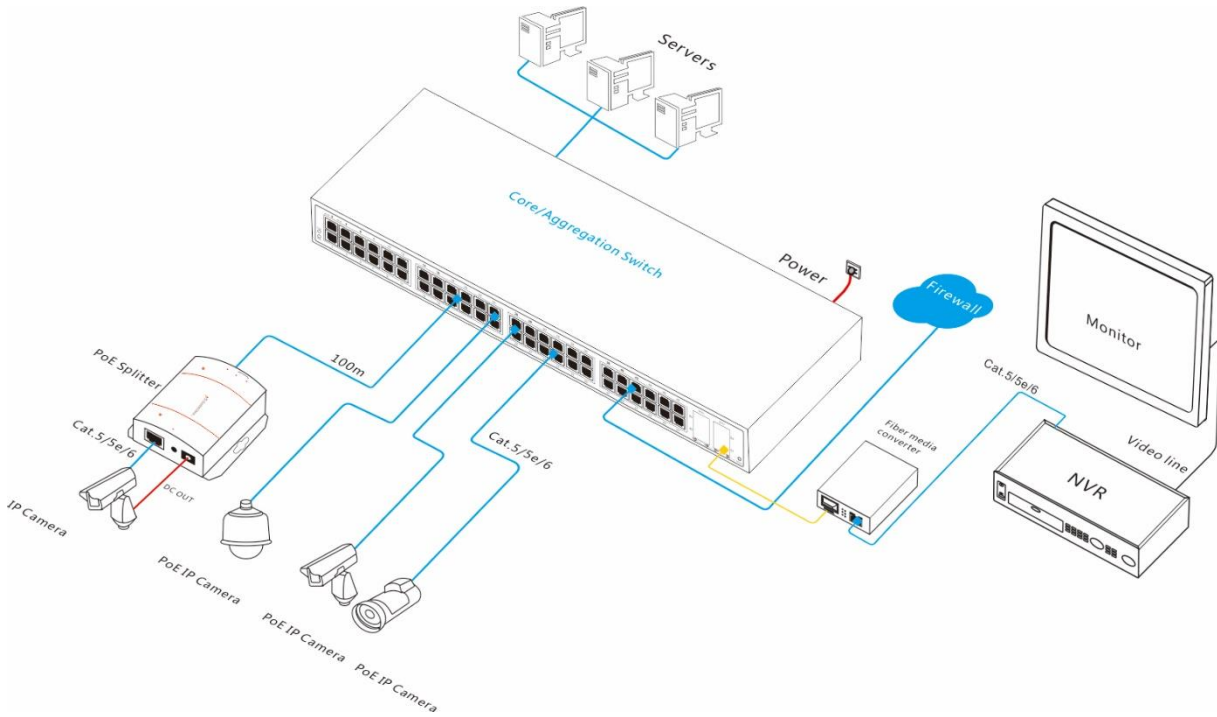 Servers
Core/Aggregation Switch
Power
Firewall
Monitor
PoE Splitter
100m
Cat.5/5e/6
Fiber media
converter
Video line
NVR
Cat.5/5e/6
Cat.5/5e/6
DC OUT
IP Camera
PoE IP Camera
PoE IP Camera
PoE IP Camera